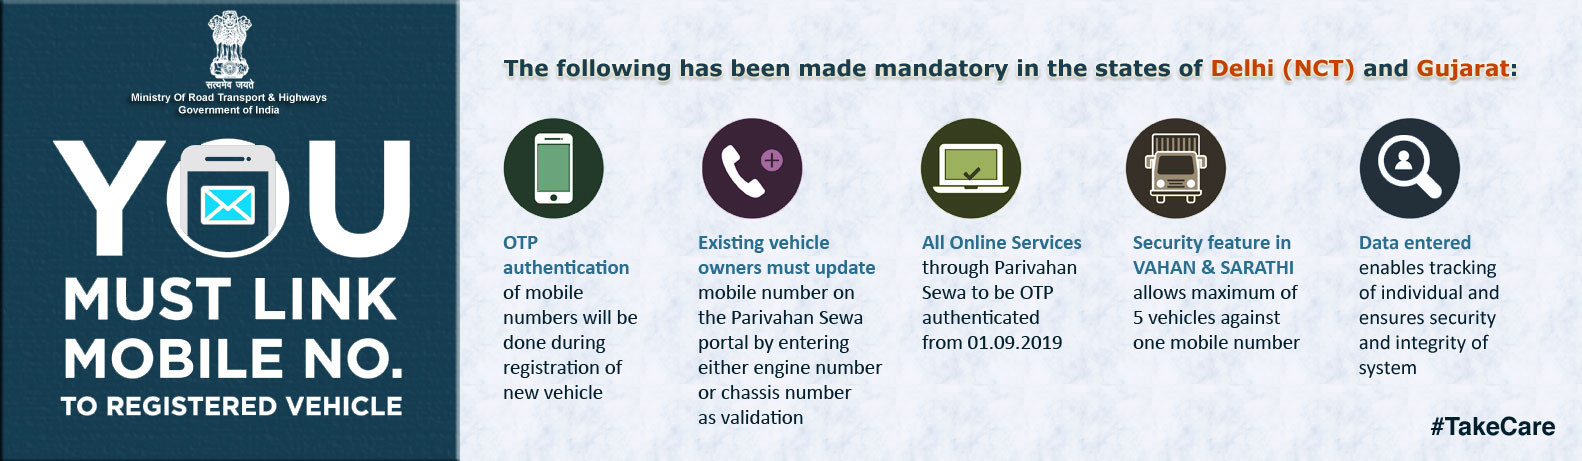 सत्यमेव जयते
Ministry Of Road Transport & Highways
Government of India
YOU
MUST LINK
MOBILE NO.
TO REGISTERED VEHICLE
The following has been made mandatory in the states of Delhi (NCT) and Gujarat:
OTP
authentication
of mobile
numbers will be
done during
registration of
new vehicle
Existing vehicle
owners must update
mobile number on
the Parivahan Sewa
portal by entering
either engine number
or chassis number
as validation
All Online Services
through Parivahan
Sewa to be OTP
authenticated
from 01.09.2019
Security feature in
VAHAN & SARATHI
allows maximum of
5 vehicles against
one mobile number
Data entered
enables tracking
of individual and
ensures security
and integrity of
system
#TakeCare